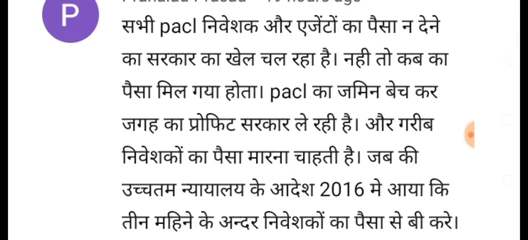 P
सभी pacl निवेशक और एजेंटों का पैसा न देने
का सरकार का खेल चल रहा है। नही तो कब का
पैसा मिल गया होता। pacl का जमिन बेच कर
जगह का प्रोफिट सरकार ले रही है। और गरीब
निवेशकों का पैसा मारना चाहती है। जब की
उच्चतम न्यायालय के आदेश 2016 मे आया कि
तीन महिने के अन्दर निवेशकों का पैसा से बी करे।